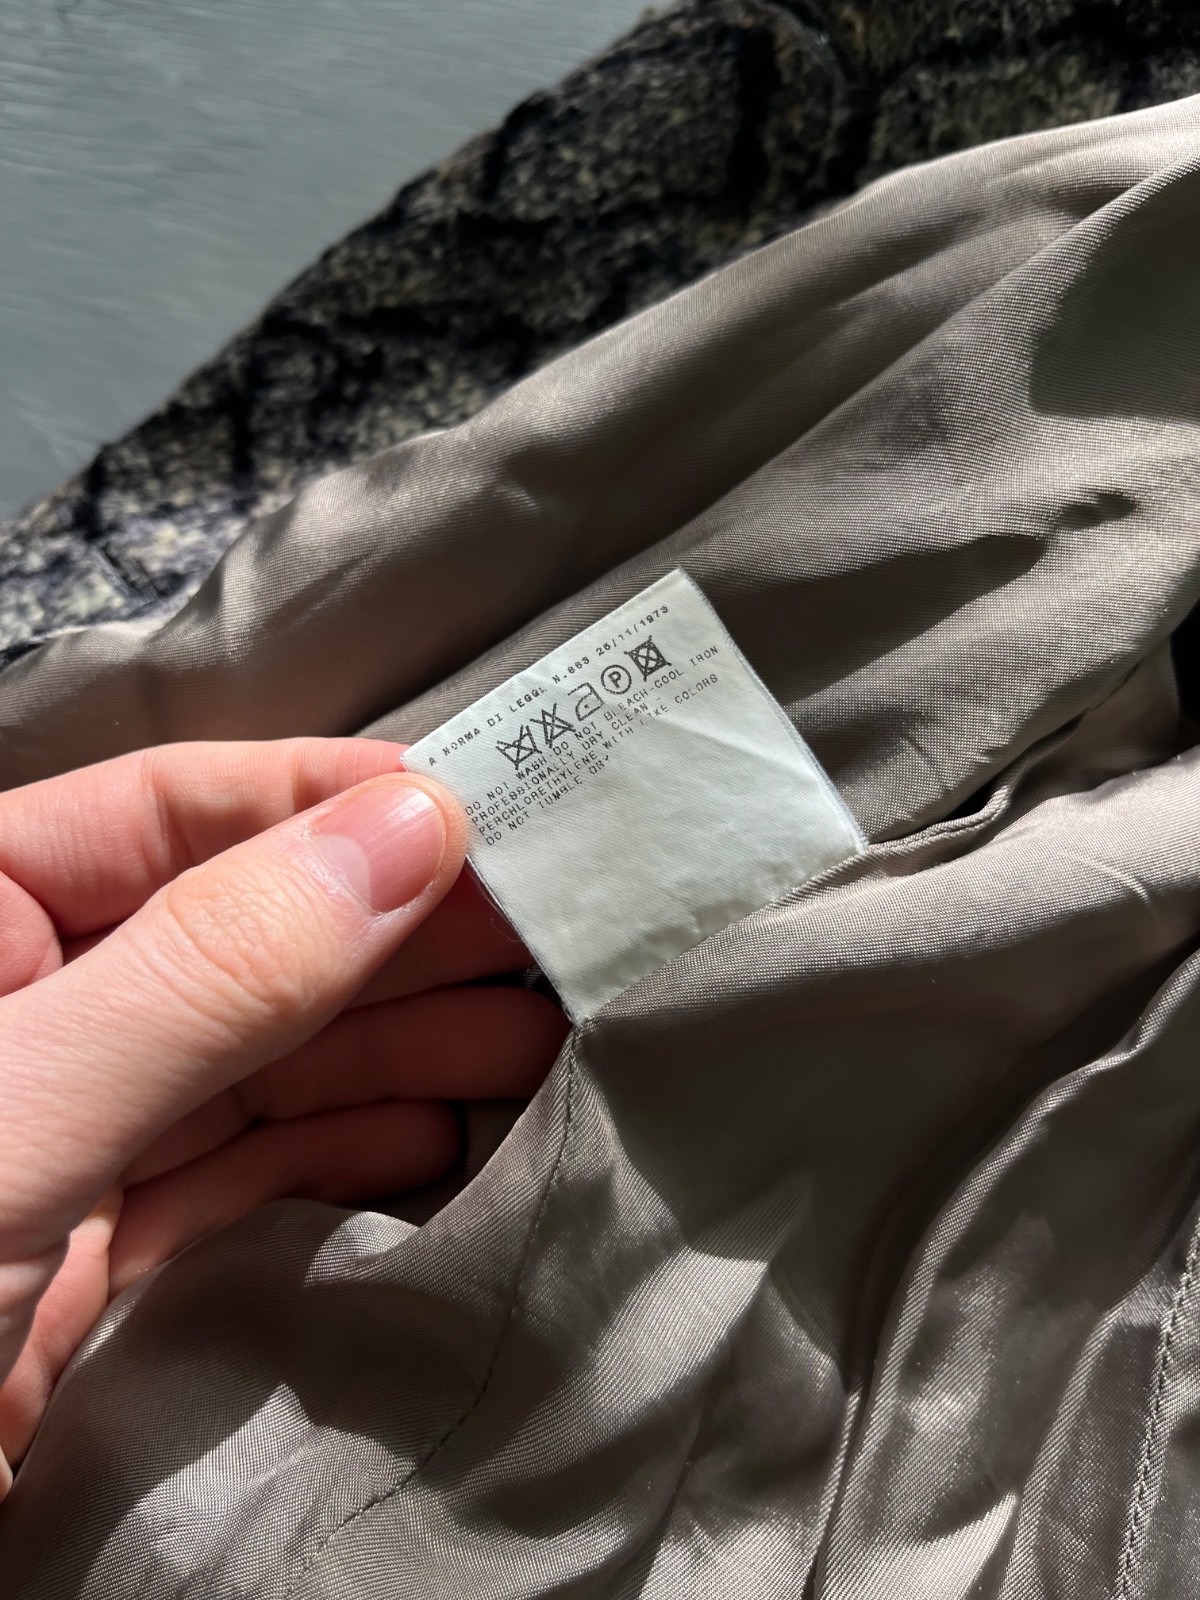 A NORMA DI LEGGE N.883 26/11/1973
P
DO NOT WASH-DO NOT BLEACH-COOL IRON
PROFESSIONALLY DRY CLEAN-
PERCHLORETHYLENE WITH LIKE COLORS
DO NOT TUMBLE DRY